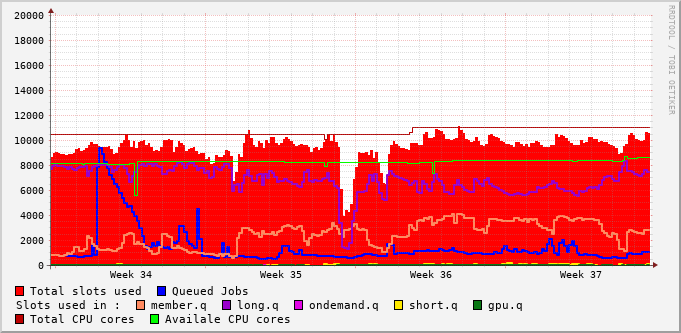 RRDTOOL / TOBI OETIKER
20000
18000
16000
14000
12000
10000
8000
6000
4000
2000
0
Week 34 Week 35 Week 36 Week 37
Total slots used Queued Jobs
Slots used in : member.q long.q ondemand.q short.q gpu.q
Total CPU cores Availale CPU cores